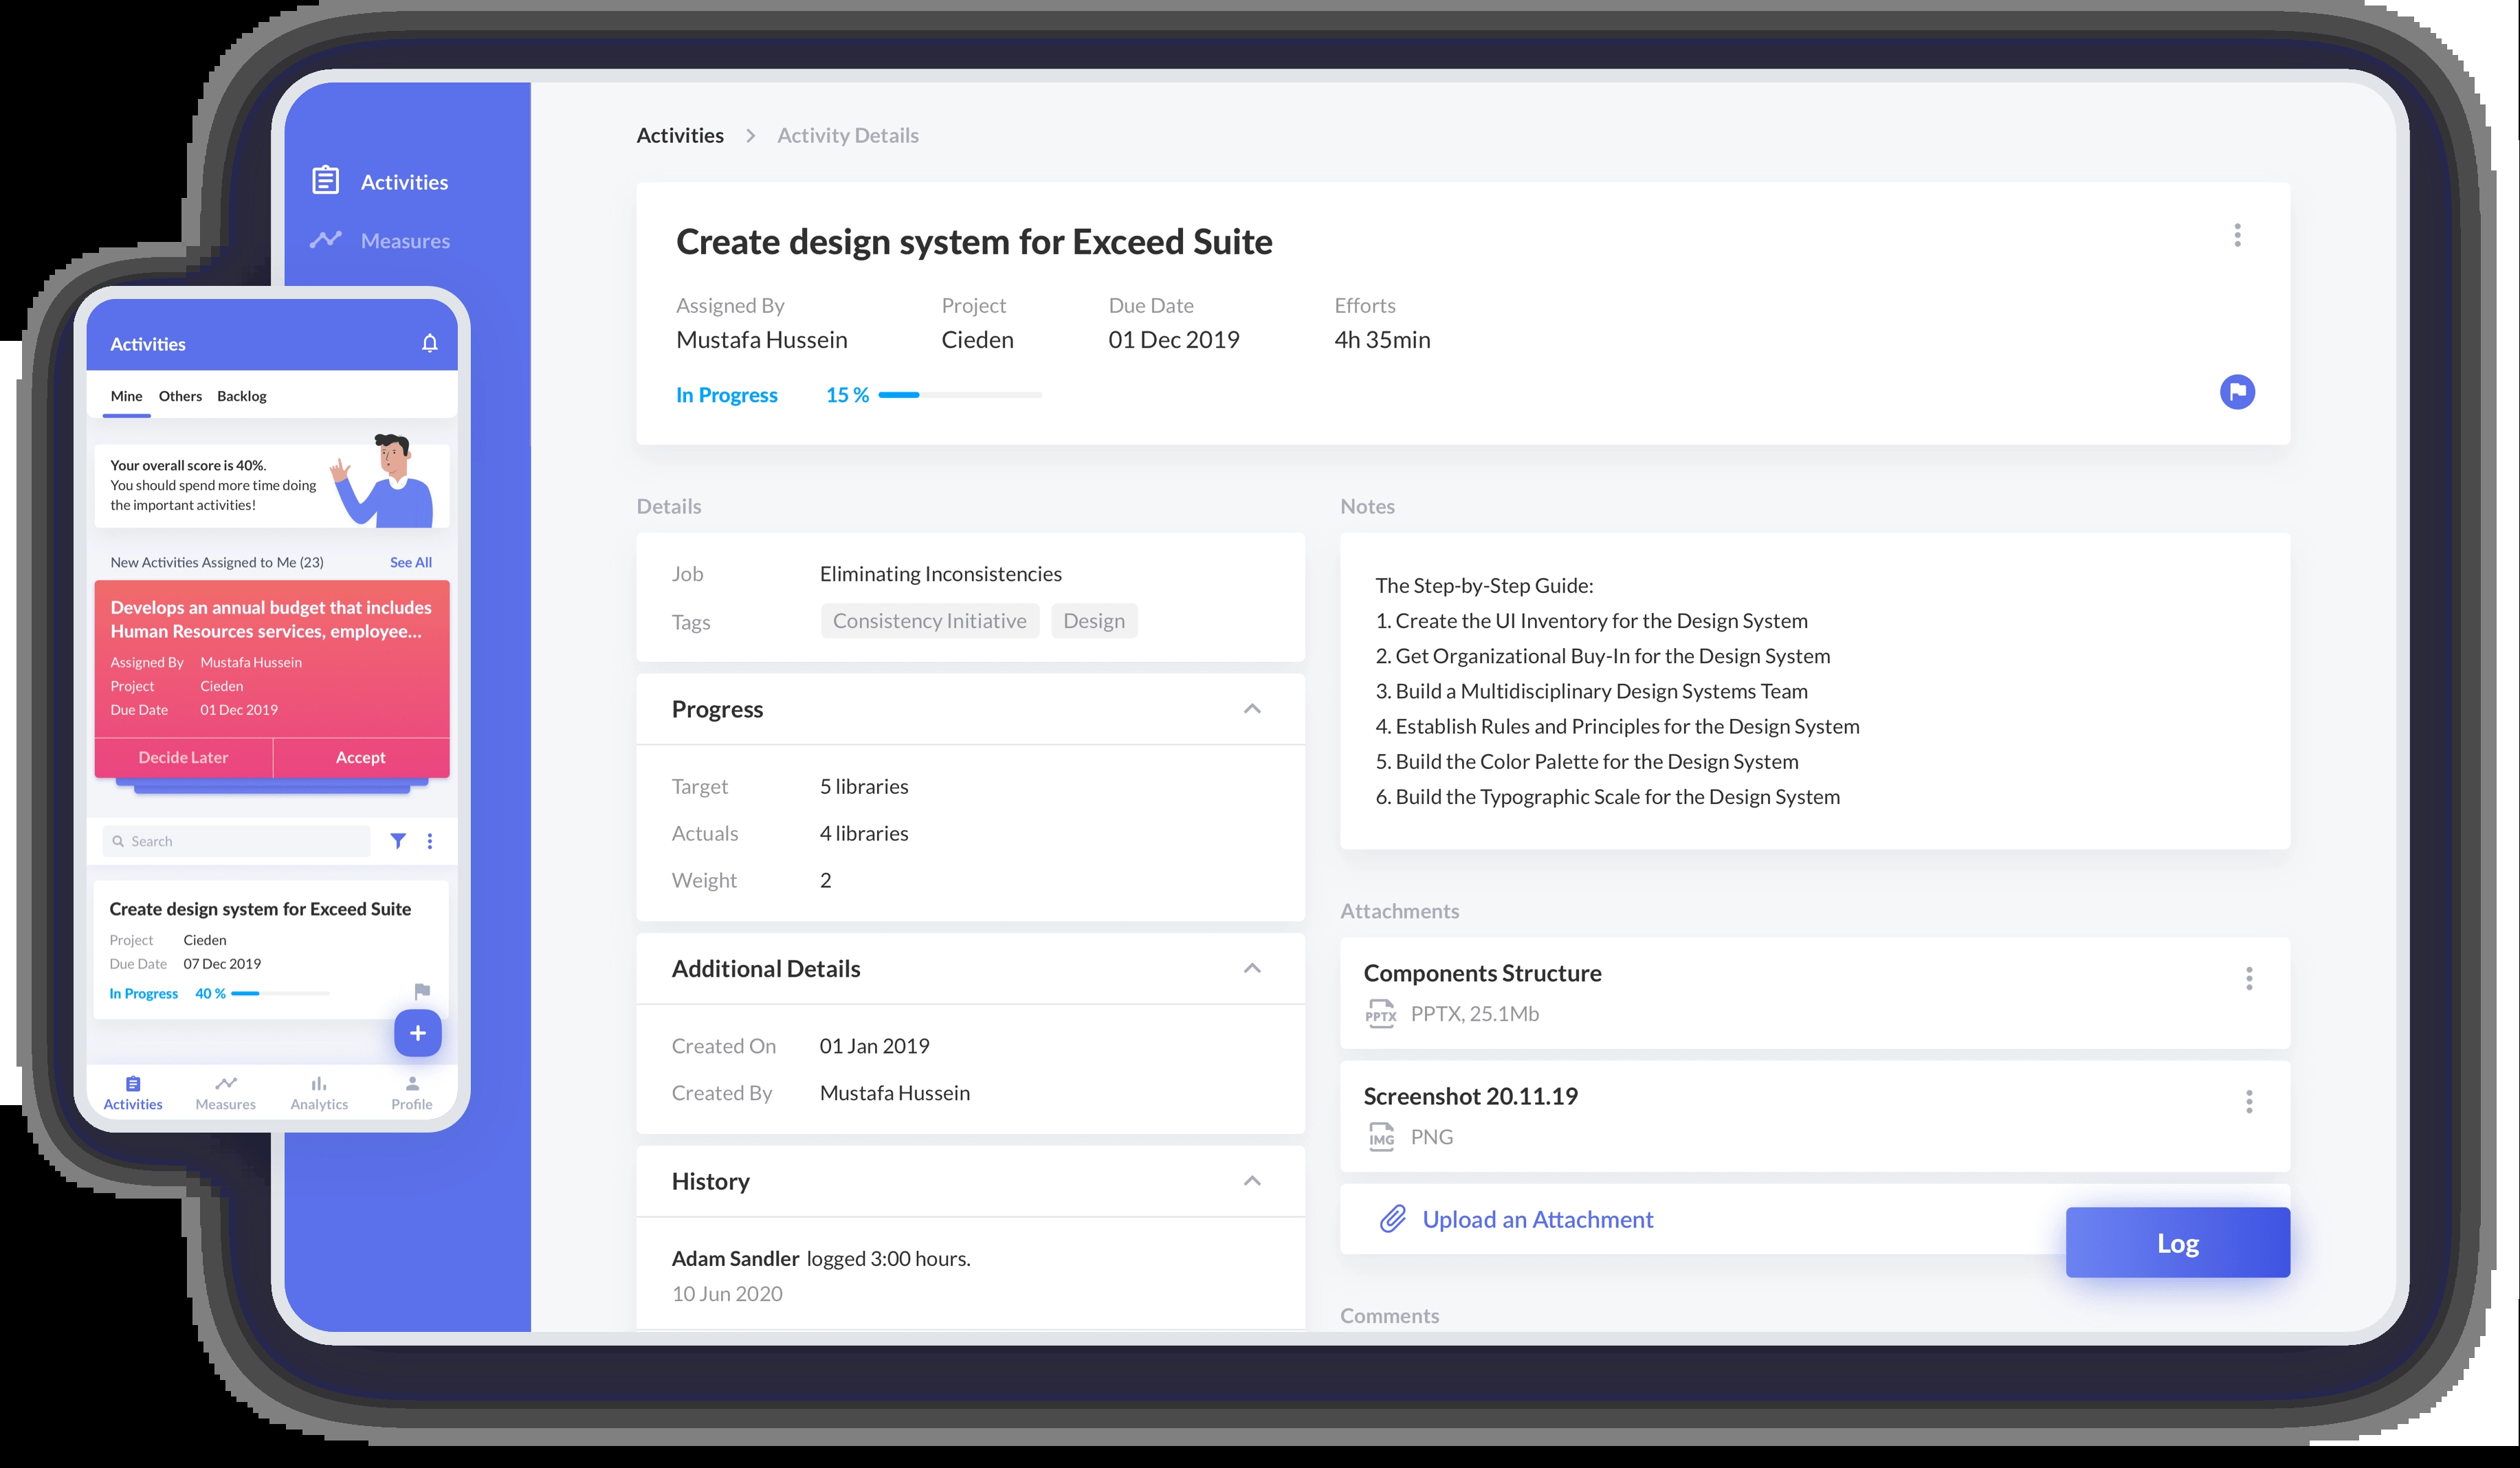 Activities
Measures
Activities > Activity Details
Create design system for Exceed Suite
Assigned By Project Due Date Efforts
Mustafa Hussein Cieden 01 Dec 2019 4h 35min
In Progress 15 %
Details
Job Eliminating Inconsistencies
Tags Consistency Initiative Design
Progress
Target 5 libraries
Actuals 4 libraries
Weight 2
Additional Details
Created On 01 Jan 2019
Created By Mustafa Hussein
History
Adam Sandler logged 3:00 hours.
10 Jun 2020
Notes
The Step-by-Step Guide:
1. Create the UI Inventory for the Design System
2. Get Organizational Buy-In for the Design System
3. Build a Multidisciplinary Design Systems Team
4. Establish Rules and Principles for the Design System
5. Build the Color Palette for the Design System
6. Build the Typographic Scale for the Design System
Attachments
Components Structure
PPTX PPTX, 25.1Mb
Screenshot 20.11.19
IMG PNG
Upload an Attachment
Log
Comments
Activities
Mine Others Backlog
Your overall score is 40%.
You should spend more time doing
the important activities!
New Activities Assigned to Me (23) See All
Develops an annual budget that includes
Human Resources services, employee...
Assigned By Mustafa Hussein
Project Cieden
Due Date 01 Dec 2019
Decide Later Accept
Search
Create design system for Exceed Suite
Project Cieden
Due Date 07 Dec 2019
In Progress 40 %
+
Activities Measures Analytics Profile